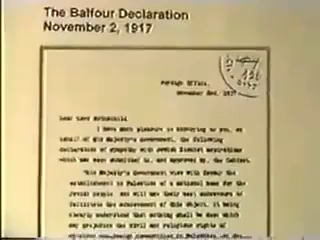 The Balfour Declaration
November 2, 1917
Foreign Office,
November 2nd, 1917
Dear Lord Rothschild
I have much pleasure in conveying to you, on
behalf of His Majesty's Government, the following
declaration of sympathy with Jewish Zionist aspirations
which has been submitted to, and approved by, the Cabinet.
His Majesty's Government view with favour the
establishment in Palestine of a national home for the
Jewish people and will use their best endeavours to
facilitate the achievement of this object, it being
clearly understood that nothing shall be done which
may prejudice the civil and religious rights of